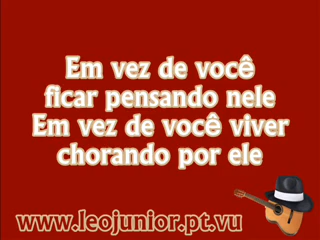 Em vez de você
ficar pensando nele
Em vez de você viver
chorando por ele
www.leojunior.pt.vu